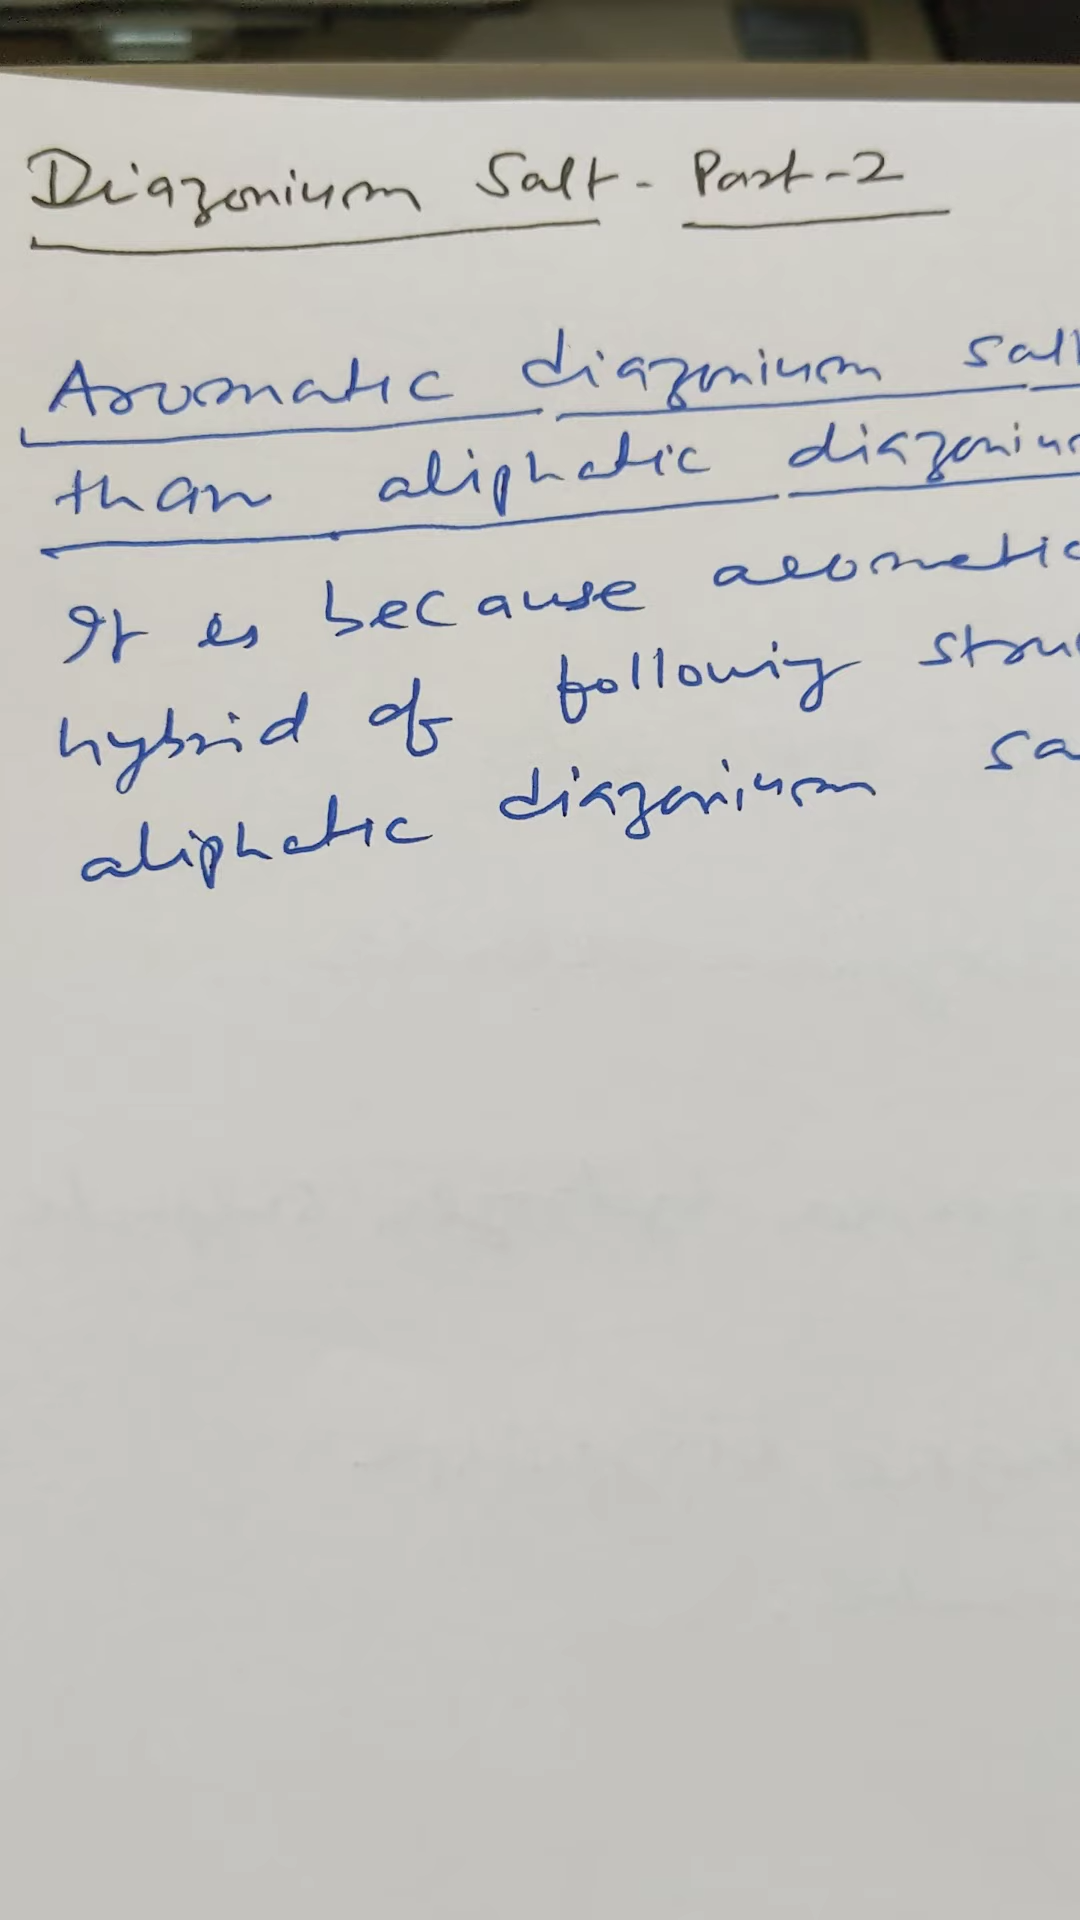 Diazonium Salt - Part-2
Aromatic diazonium salt
than aliphatic diazoniu
It is because aromatic
hybrid of following stru
aliphatic diazonium sa